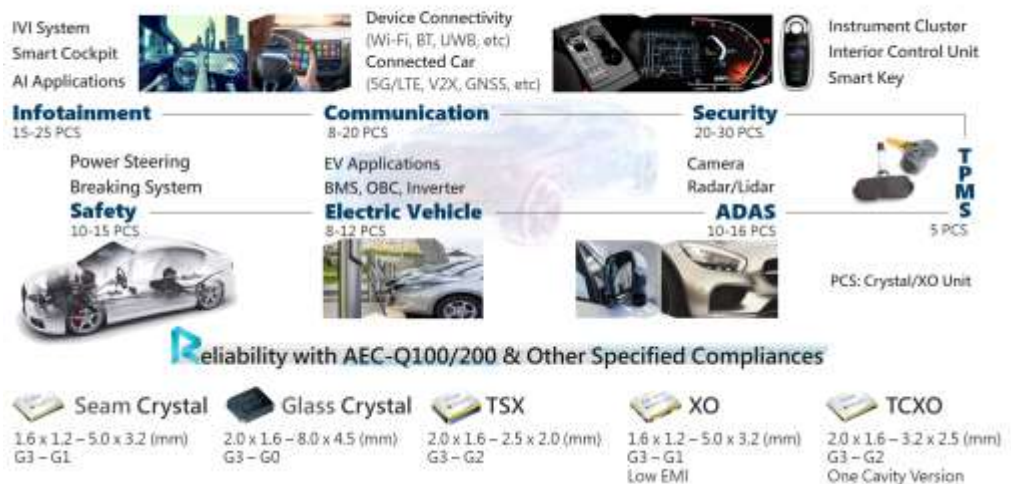 IVI System
Smart Cockpit
AI Applications
Device Connectivity
(Wi-Fi, BT, UWB, etc)
Connected Car
(5G/LTE, V2X, GNSS, etc)
Instrument Cluster
Interior Control Unit
Smart Key
Infotainment
15-25 PCS
Communication
8-20 PCS
Security
20-30 PCS
Power Steering
Breaking System
EV Applications
BMS, OBC, Inverter
Camera
Radar/Lidar
TPMS
5 PCS
Safety
10-15 PCS
Electric Vehicle
8-12 PCS
ADAS
10-16 PCS
PCS: Crystal/XO Unit
Reliability with AEC-Q100/200 & Other Specified Compliances
Seam Crystal
1.6 x 1.2 – 5.0 x 3.2 (mm)
G3 – G1
Glass Crystal
2.0 x 1.6 – 8.0 x 4.5 (mm)
G3 – G0
TSX
2.0 x 1.6 – 2.5 x 2.0 (mm)
G3 – G2
XO
1.6 x 1.2 – 5.0 x 3.2 (mm)
G3 – G1
Low EMI
TCXO
2.0 x 1.6 – 3.2 x 2.5 (mm)
G3 – G2
One Cavity Version